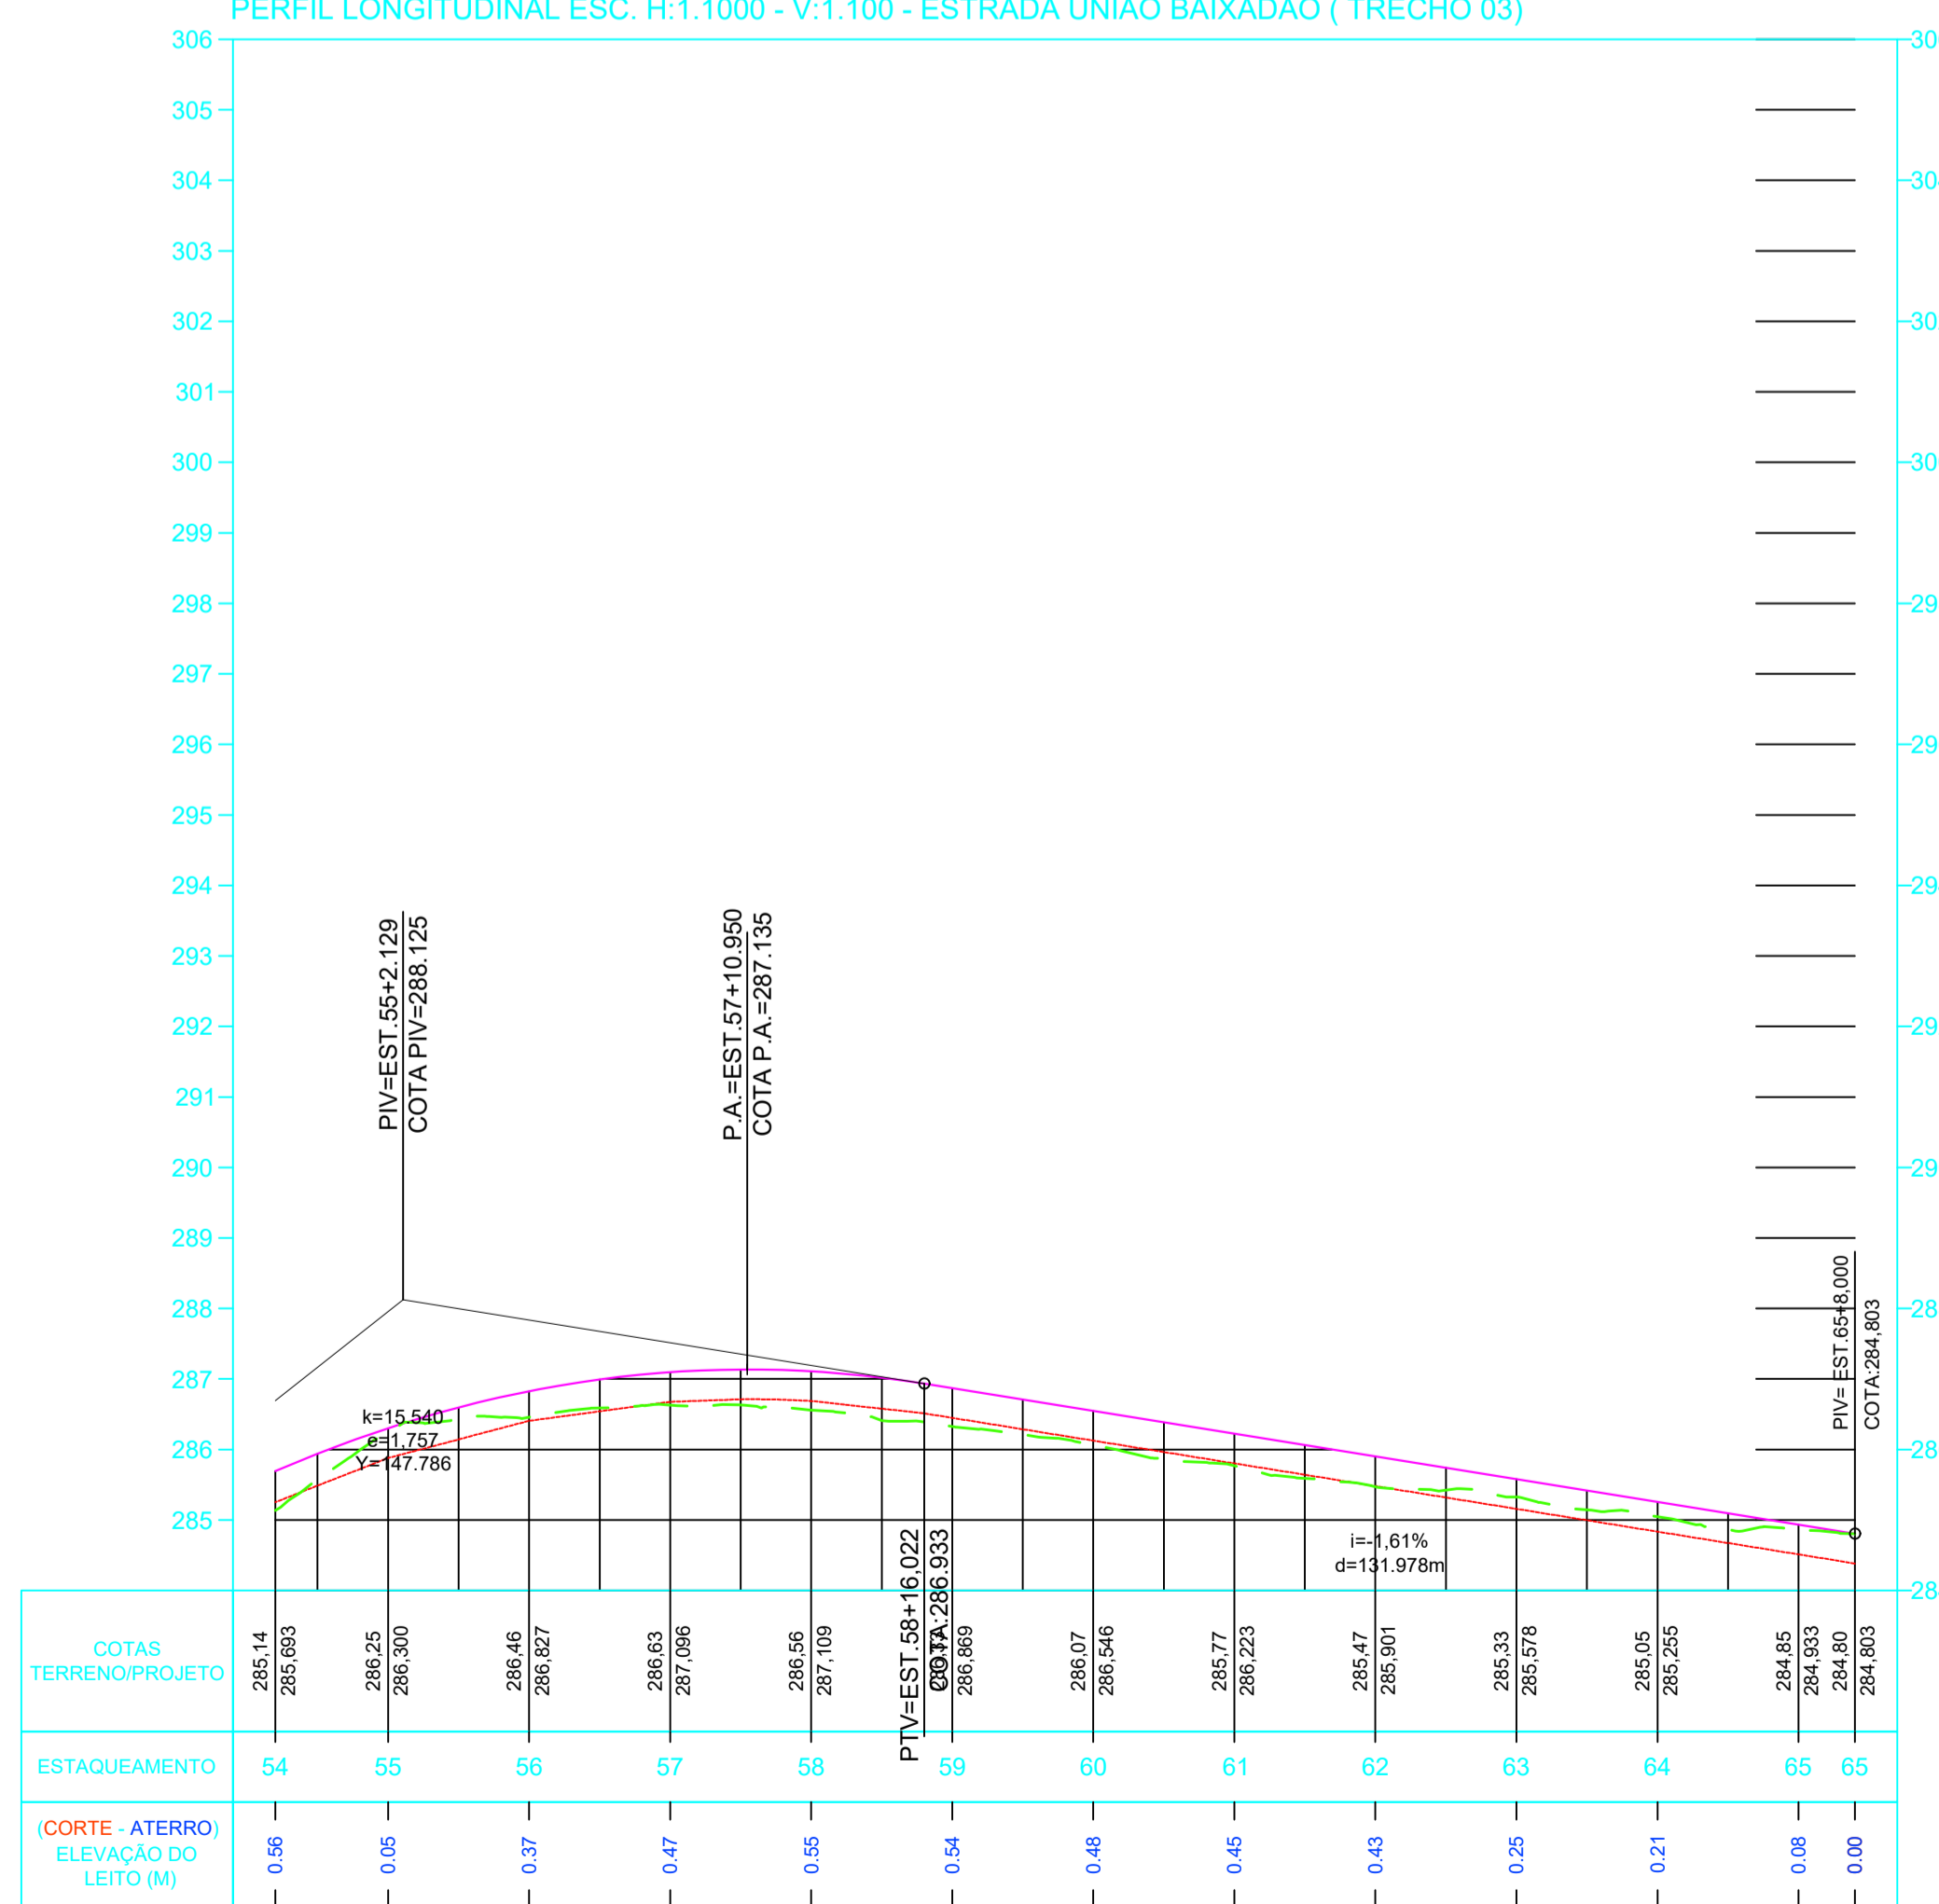 PERFIL LONGITUDINAL ESC. H:1.1000 - V:1.100 - ESTRADA UNIÃO BAIXADÃO ( TRECHO 03)
306
305
304
303
302
301
300
299
298
297
296
295
294
293
292
291
290
289
288
287
286
285
PIV=EST.55+2.129
COTA PIV=288.125
P.A.=EST.57+10.950
COTA P.A.=287.135
k=15.540
e=1,757
Y=147.786
PTV=EST.58+16,022
COTA:286.933
i=-1,61%
d=131.978m
PIV= EST.65+8,000
COTA:284,803
COTAS
TERRENO/PROJETO
285,14 285,693
286,25 286,300
286,46 286,827
286,63 287,096
286,56 287,109
286,869
286,07 286,546
285,77 286,223
285,47 285,901
285,33 285,578
285,05 285,255
284,85 284,933
284,80 284,803
ESTAQUEAMENTO 54 55 56 57 58 59 60 61 62 63 64 65 65
(CORTE - ATERRO)
ELEVAÇÃO DO
LEITO (M)
0.56 0.05 0.37 0.47 0.55 0.54 0.48 0.45 0.43 0.25 0.21 0.08 0.00